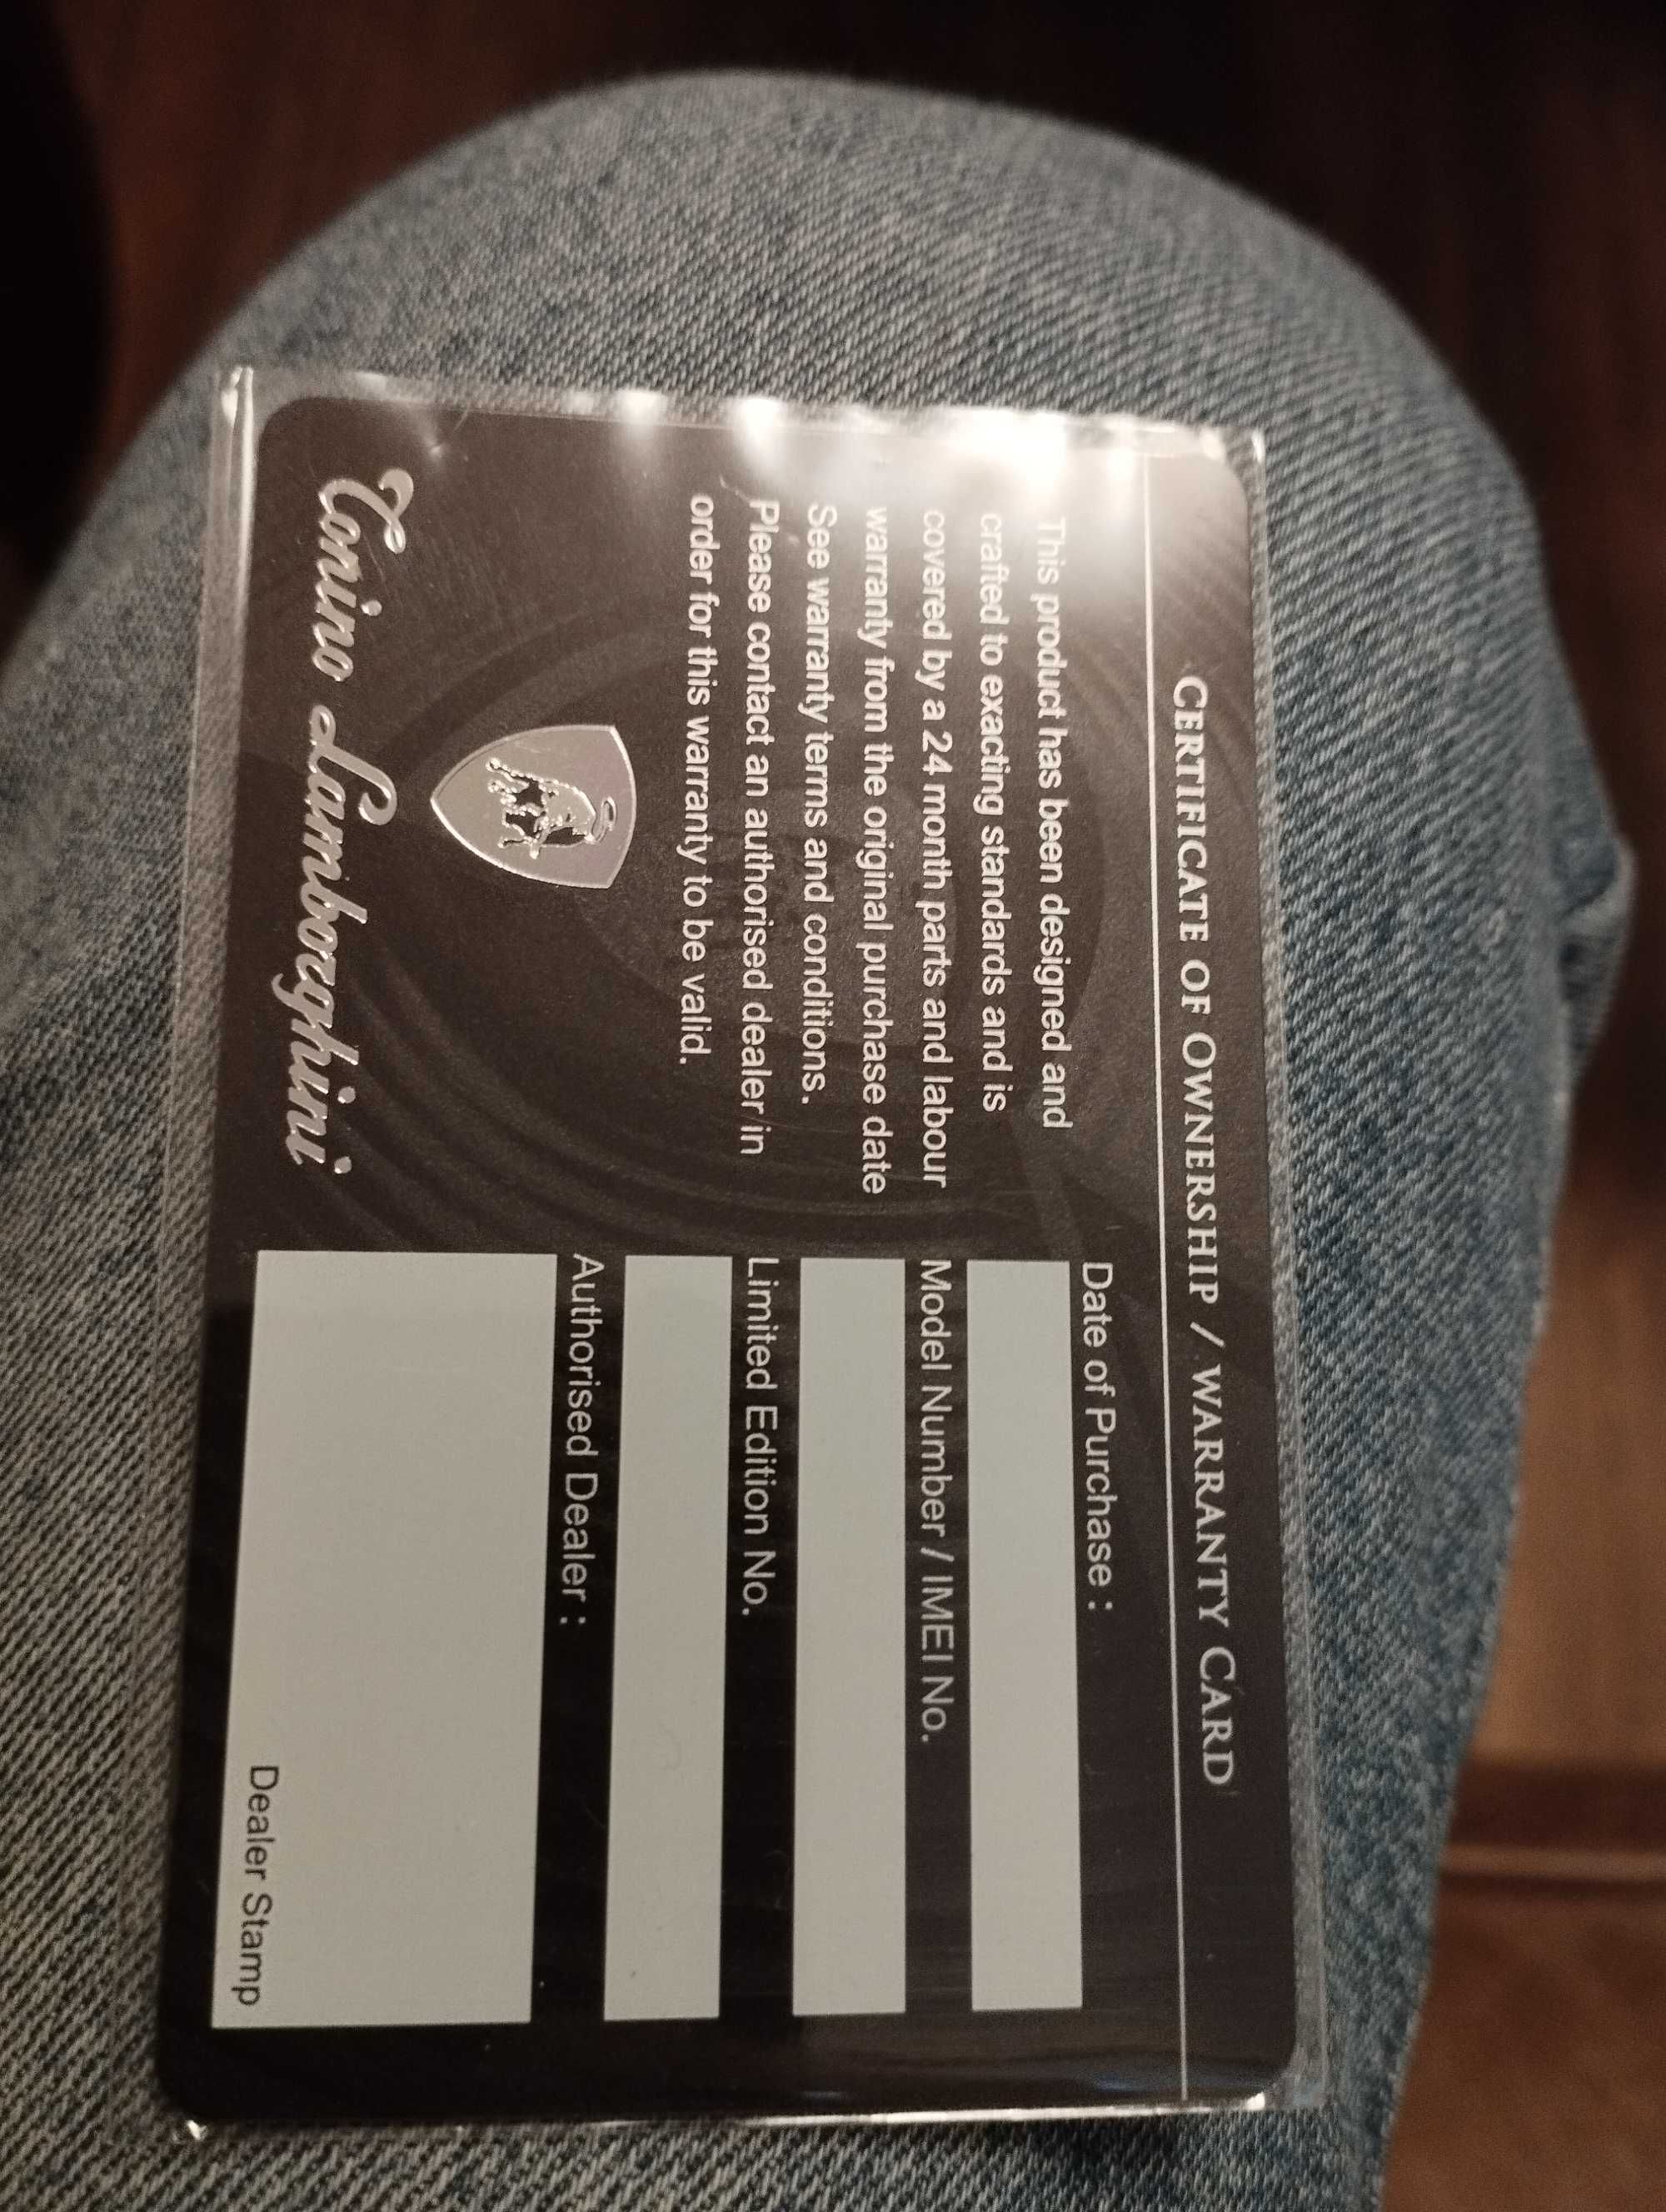 CERTIFICATE OF OWNERSHIP / WARRANTY CARD
This product has been designed and
crafted to exacting standards and is
covered by a 24 month parts and labour
warranty from the original purchase date
See warranty terms and conditions.
Please contact an authorised dealer in
order for this warranty to be valid.
Tonino Lamborghini
Date of Purchase :
Model Number / IMEI No.
Limited Edition No.
Authorised Dealer :
Dealer Stamp